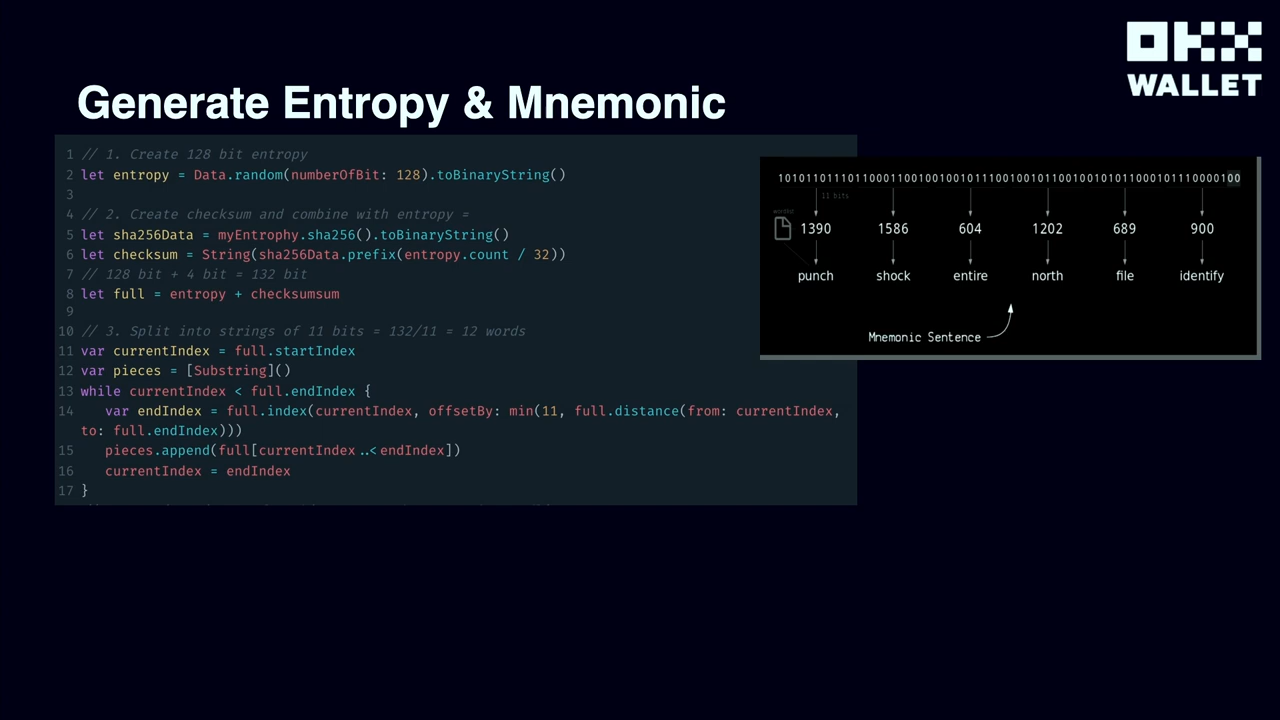 OKX
WALLET
Generate Entropy & Mnemonic
1 // 1. Create 128 bit entropy
2 let entropy = Data.random(numberOfBit: 128).toBinaryString()
3
4 // 2. Create checksum and combine with entropy =
5 let sha256Data = myEntrophy.sha256().toBinaryString()
6 let checksum = String(sha256Data.prefix(entropy.count / 32))
7 // 128 bit + 4 bit = 132 bit
8 let full = entropy + checksumsum
9
10 // 3. Split into strings of 11 bits = 132/11 = 12 words
11 var currentIndex = full.startIndex
12 var pieces = [Substring]()
13 while currentIndex < full.endIndex {
14 var endIndex = full.index(currentIndex, offsetBy: min(11, full.distance(from: currentIndex,
to: full.endIndex)))
15 pieces.append(full[currentIndex..<endIndex])
16 currentIndex = endIndex
17 }
101011011101100011001001001011100100101100100101011000101110000100
11 bits
1390 1586 604 1202 689 900
punch shock entire north file identify
Mnemonic Sentence